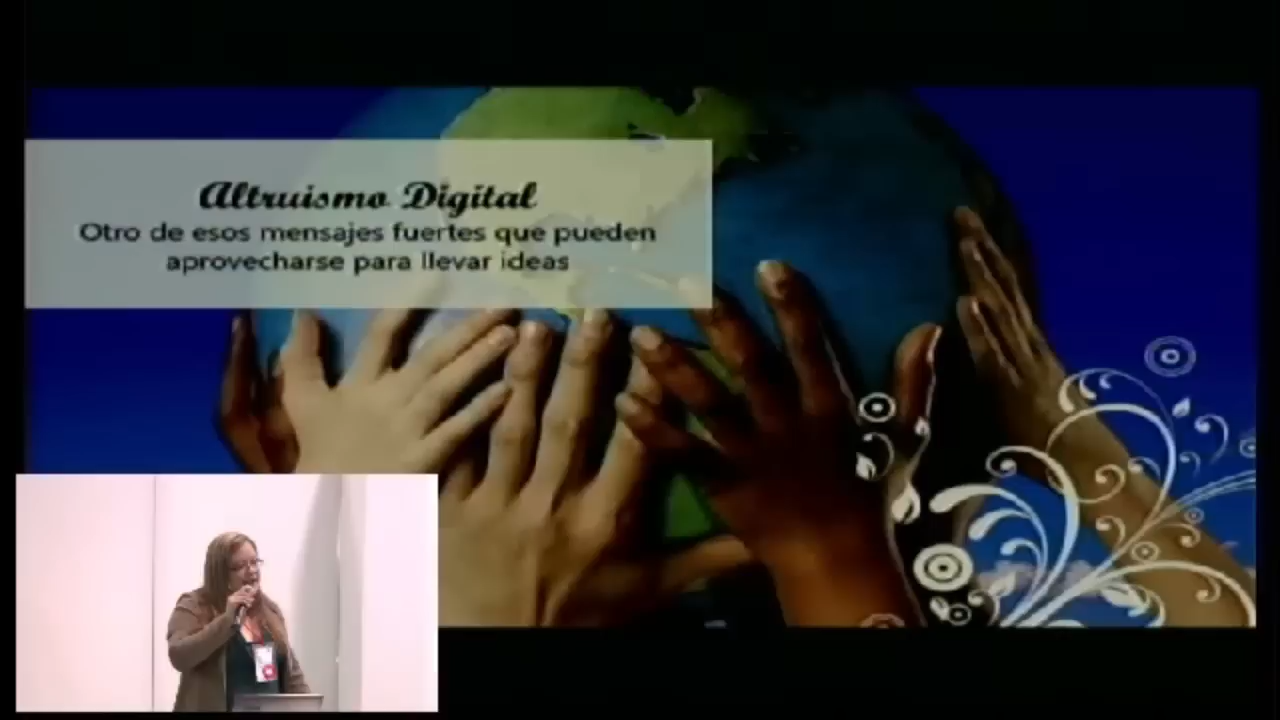 Altruismo Digital
Otro de esos mensajes fuertes que pueden
aprovecharse para llevar ideas